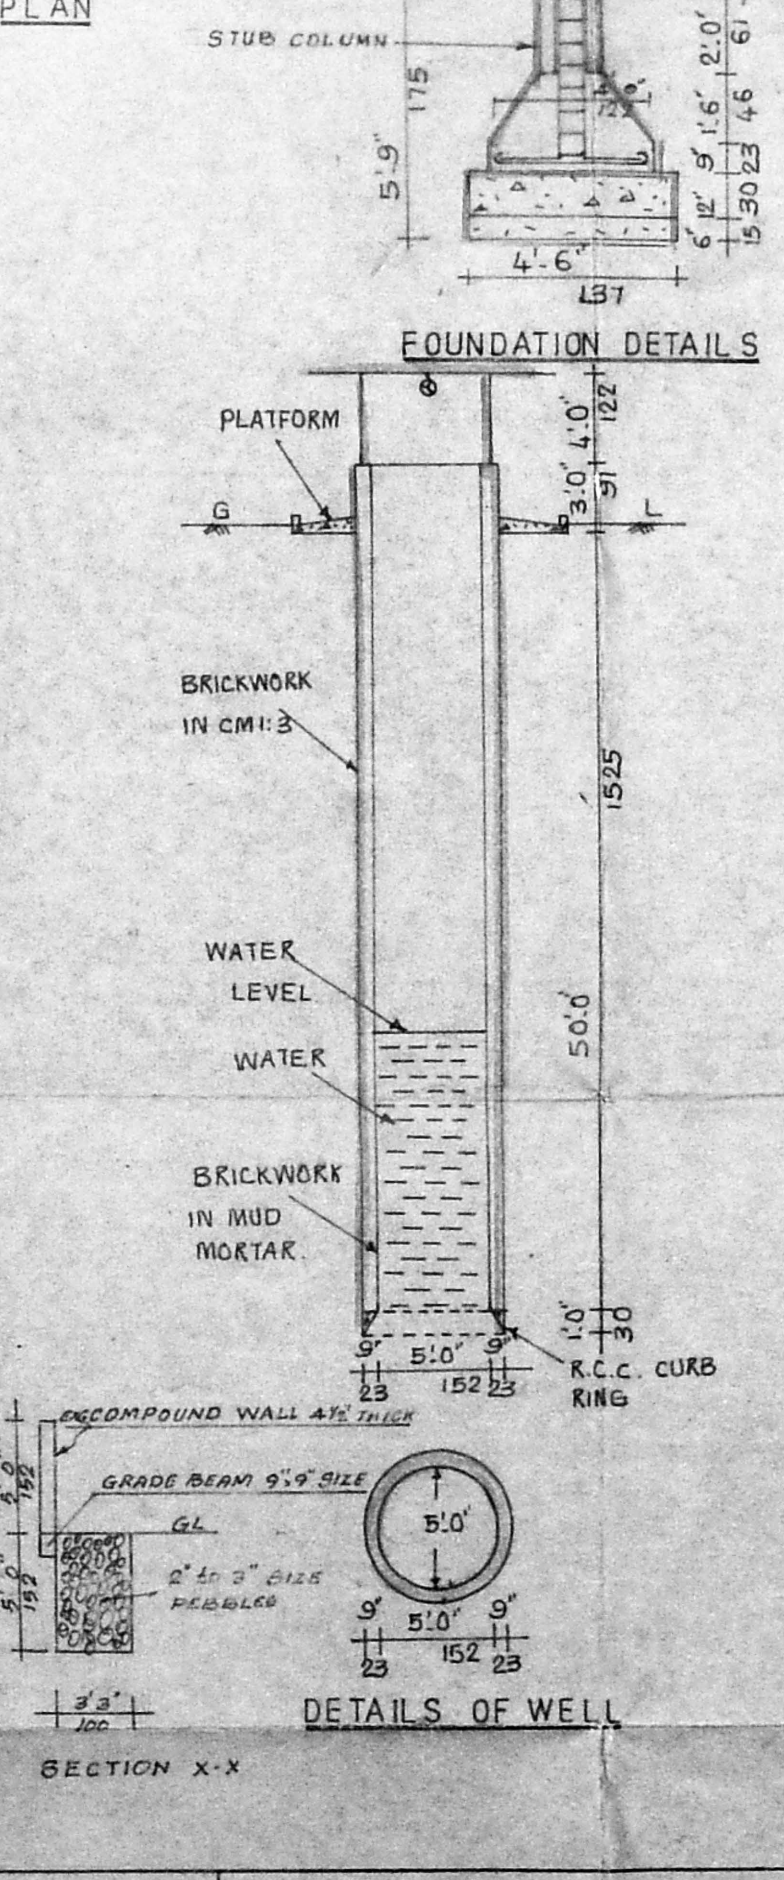 PLAN
STUB COLUMN
175
5'.9"
2'.0"
61
1'.6"
46
9"
23
12"
30
6"
15
4'-6"
137
FOUNDATION DETAILS
PLATFORM
4'.0"
122
3'.0"
91
G
L
BRICKWORK
IN CM1:3
1525
50'.0"
WATER
LEVEL
WATER
BRICKWORK
IN MUD
MORTAR.
1'.0"
30
9" 5'.0" 9"
23 152 23
R.C.C. CURB
RING
COMPOUND WALL 4½" THICK
GRADE BEAM 9"x9" SIZE
GL
2" to 3" SIZE
PEBBLES
5'.0"
152
5'.0"
152
3'3"
100
SECTION X-X
5'.0"
9" 5'.0" 9"
23 152 23
DETAILS OF WELL